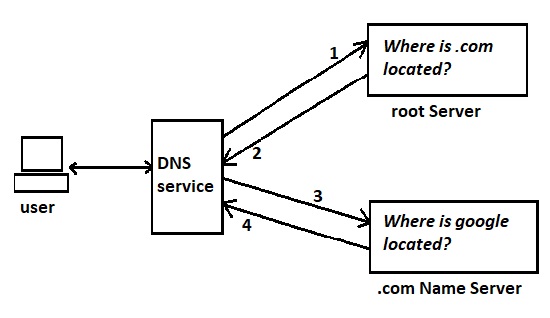 1
Where is .com
located?
root Server
2
DNS
service
user
3
4
Where is google
located?
.com Name Server